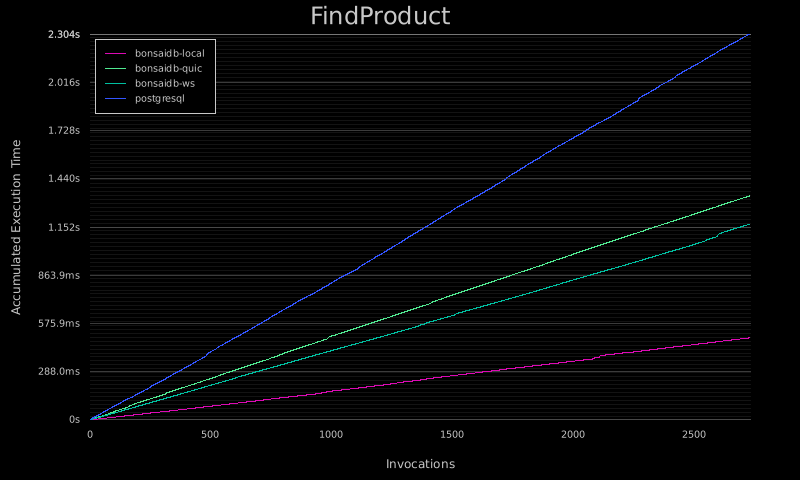 FindProduct
2.304s
bonsaidb-local
bonsaidb-quic
bonsaidb-ws
postgresql
2.016s
1.728s
1.440s
1.152s
863.9ms
575.9ms
288.0ms
0s
Accumulated Execution Time
0 500 1000 1500 2000 2500
Invocations